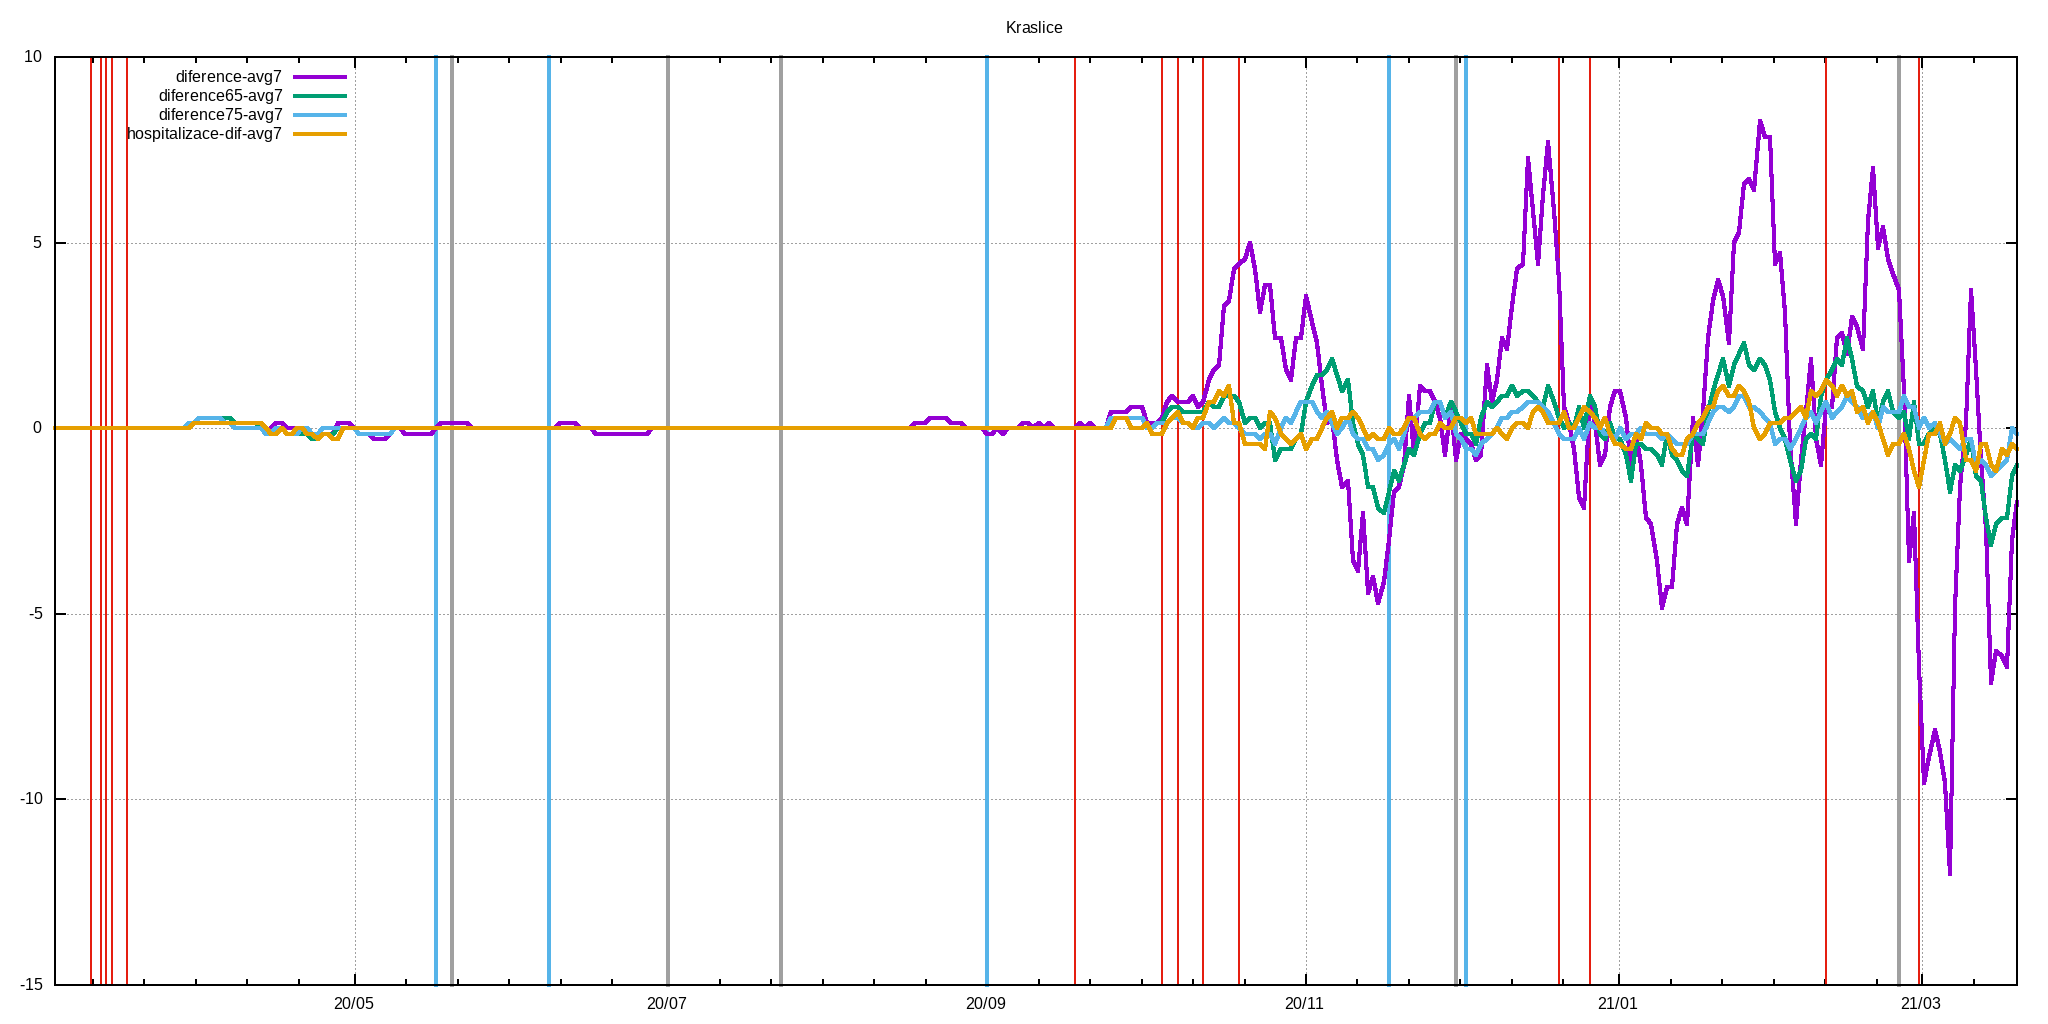 Kraslice
diference-avg7
diference65-avg7
diference75-avg7
hospitalizace-dif-avg7
10
5
0
-5
-10
-15
20/05 20/07 20/09 20/11 21/01 21/03